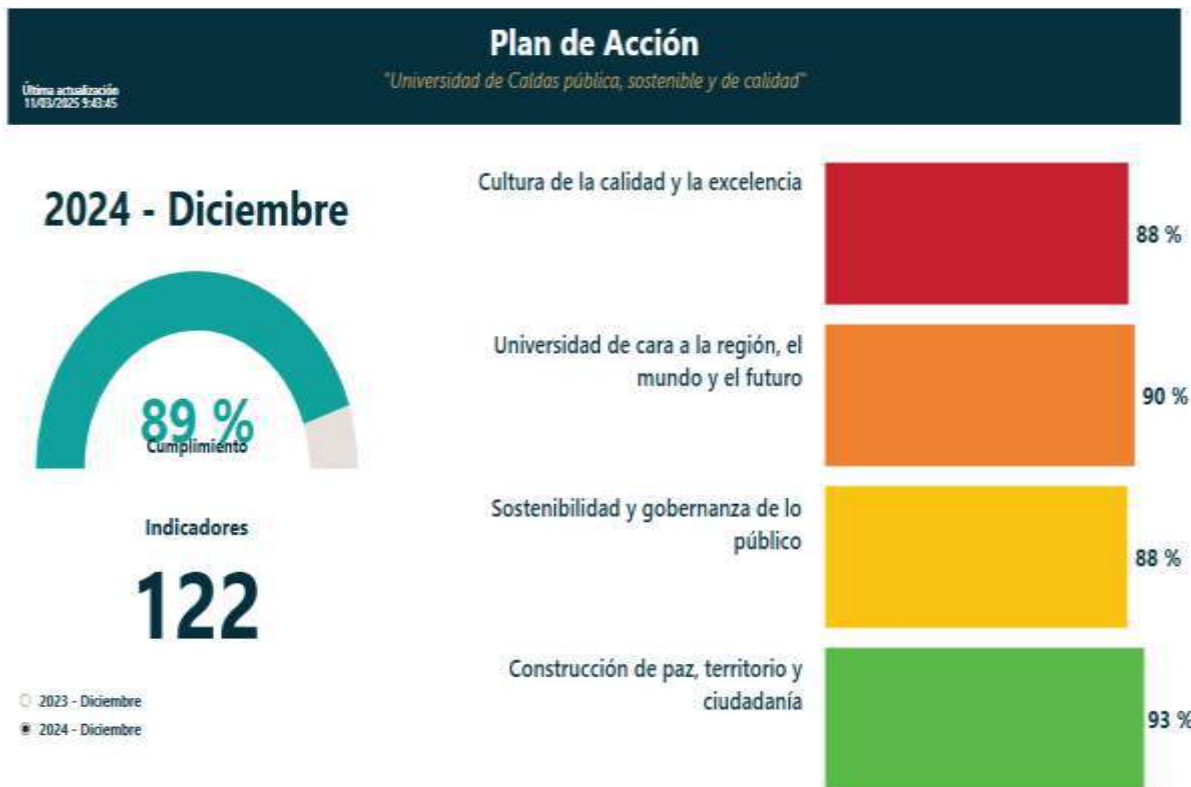 Plan de Acción
"Universidad de Caldas pública, sostenible y de calidad"
Última actualización
11/03/2025 9:43:45
2024 - Diciembre
89 %
Cumplimiento
Indicadores
122
2023 - Diciembre
2024 - Diciembre
Cultura de la calidad y la excelencia
88 %
Universidad de cara a la región, el
mundo y el futuro
90 %
Sostenibilidad y gobernanza de lo
público
88 %
Construcción de paz, territorio y
ciudadanía
93 %